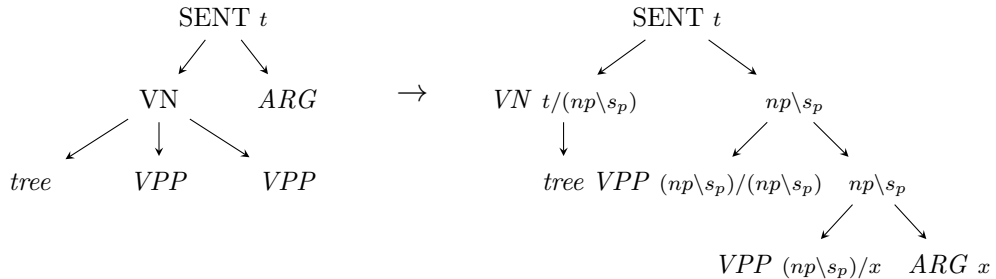 SENT t SENT t
VN ARG → VN t/(np\s_p) np\s_p
tree VPP VPP tree VPP (np\s_p)/(np\s_p) np\s_p
VPP (np\s_p)/x ARG x